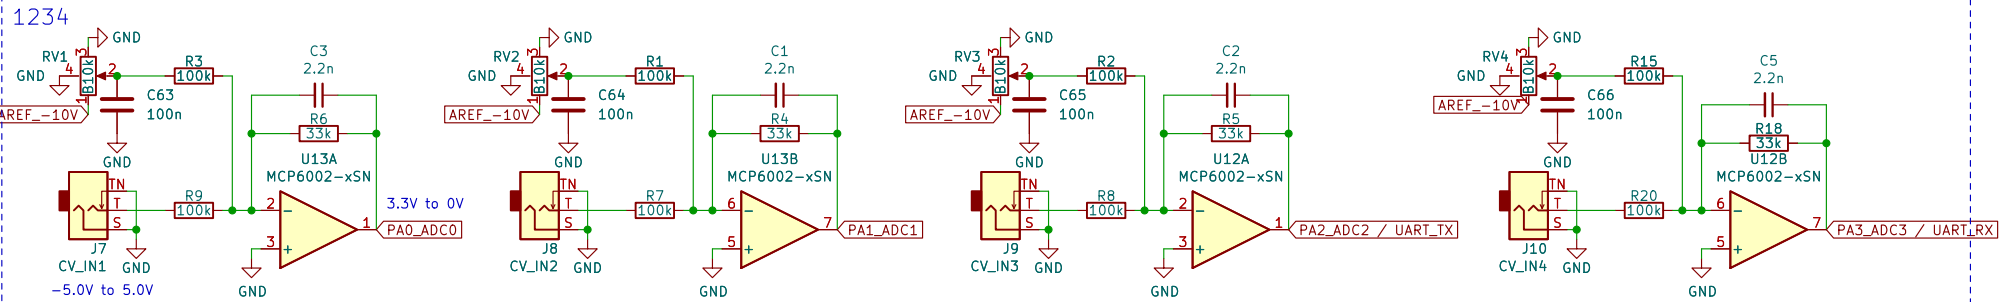 1234
GND
RV1
3
4
2
GND
B10k
1
AREF_-10V
C63
100n
GND
R3
100k
C3
2.2n
R6
33k
U13A
MCP6002-xSN
TN
T
S
J7
CV_IN1
-5.0V to 5.0V
GND
R9
100k
2
-
3
+
1
GND
3.3V to 0V
PA0_ADC0
GND
RV2
3
4
2
GND
B10k
1
AREF_-10V
C64
100n
GND
R1
100k
C1
2.2n
R4
33k
U13B
MCP6002-xSN
TN
T
S
J8
CV_IN2
GND
R7
100k
6
-
5
+
7
GND
PA1_ADC1
GND
RV3
3
4
2
GND
B10k
1
AREF_-10V
C65
100n
GND
R2
100k
C2
2.2n
R5
33k
U12A
MCP6002-xSN
TN
T
S
J9
CV_IN3
GND
R8
100k
2
-
3
+
1
GND
PA2_ADC2 / UART_TX
GND
RV4
3
4
2
GND
B10k
1
AREF_-10V
C66
100n
GND
R15
100k
C5
2.2n
R18
33k
U12B
MCP6002-xSN
TN
T
S
J10
CV_IN4
GND
R20
100k
6
-
5
+
7
GND
PA3_ADC3 / UART_RX